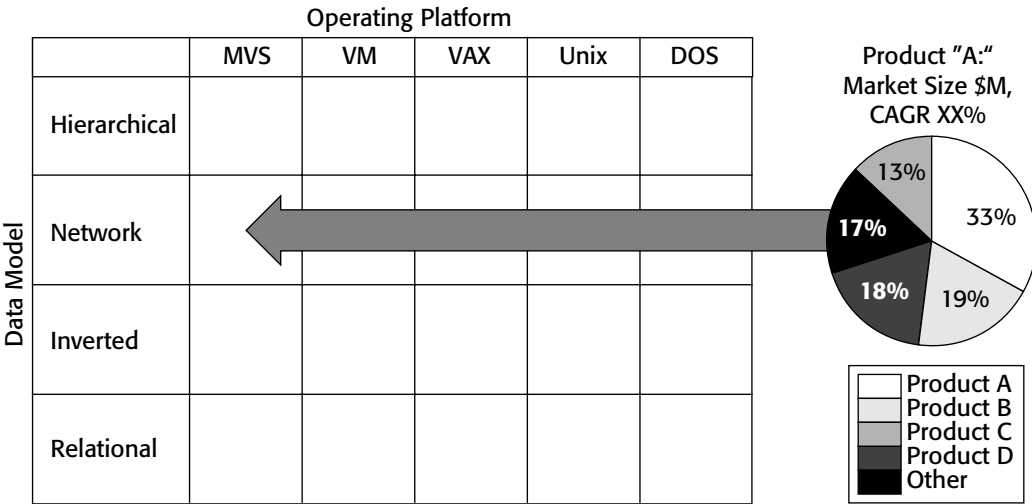 Operating Platform
MVS VM VAX Unix DOS
Data Model
Hierarchical
Network
Inverted
Relational
Product "A:“
Market Size $M,
CAGR XX%
13%
33%
17%
18%
19%
Product A
Product B
Product C
Product D
Other